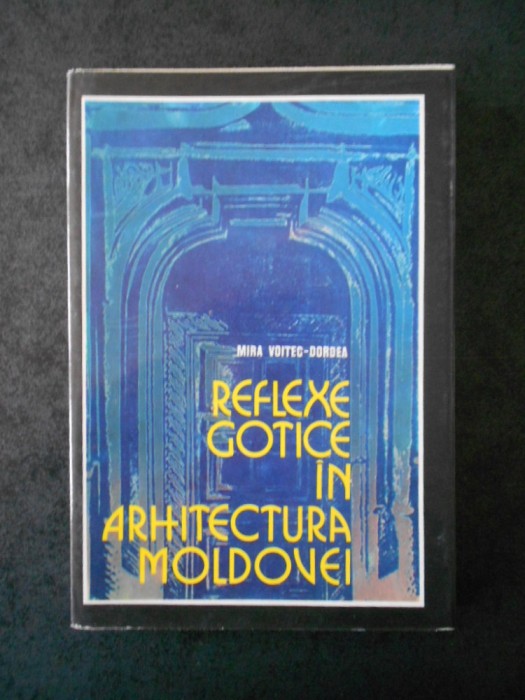 MIRA VOITEC-DORDEA
REFLEXE
GOTICE
ÎN
ARHITECTURA
MOLDOVEI